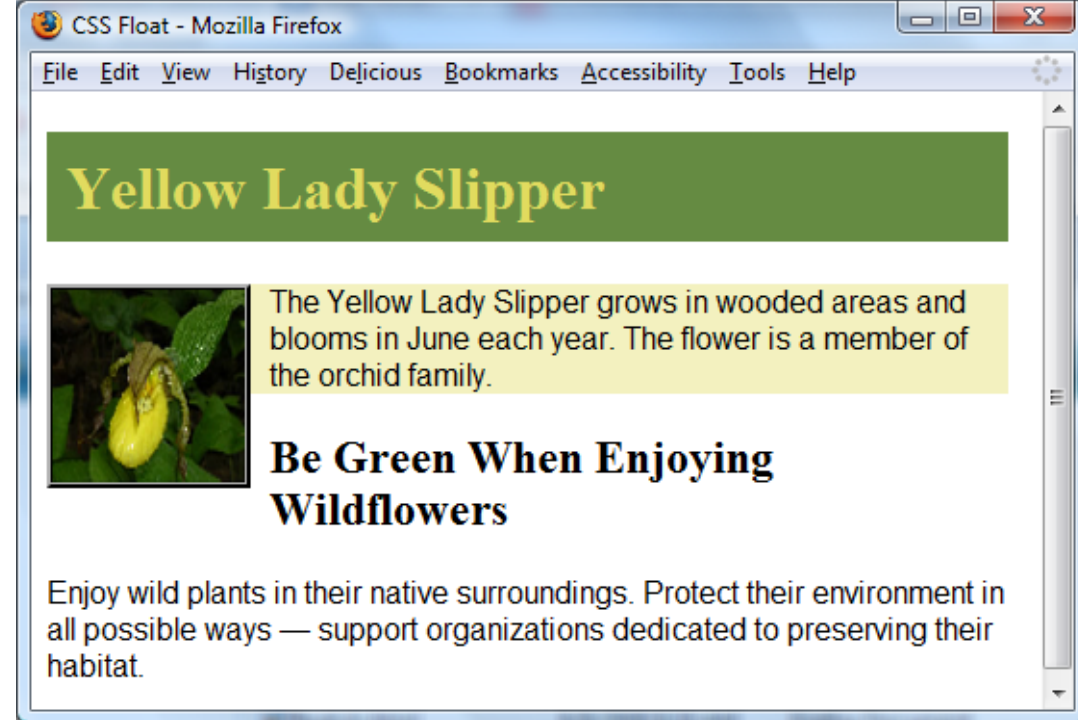 CSS Float - Mozilla Firefox
File Edit View History Delicious Bookmarks Accessibility Tools Help
Yellow Lady Slipper
The Yellow Lady Slipper grows in wooded areas and
blooms in June each year. The flower is a member of
the orchid family.
Be Green When Enjoying
Wildflowers
Enjoy wild plants in their native surroundings. Protect their environment in
all possible ways — support organizations dedicated to preserving their
habitat.